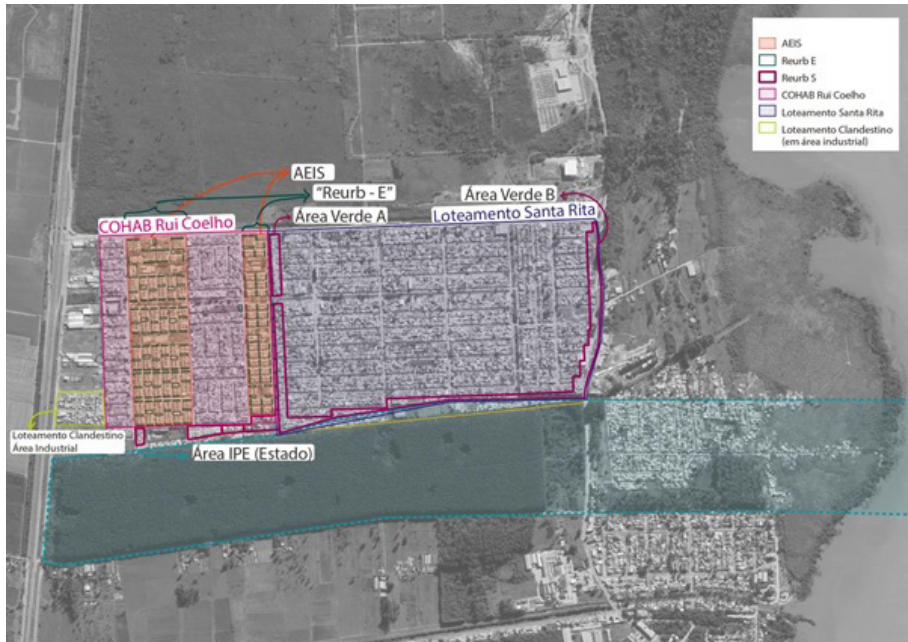 AEIS
Reurb E
Reurb S
COHAB Rui Coelho
Loteamento Santa Rita
Loteamento Clandestino
(em área industrial)
AEIS
"Reurb - E"
Área Verde B
COHAB Rui Coelho
Área Verde A
Loteamento Santa Rita
Loteamento Clandestino
Área Industrial
Área IPE (Estado)